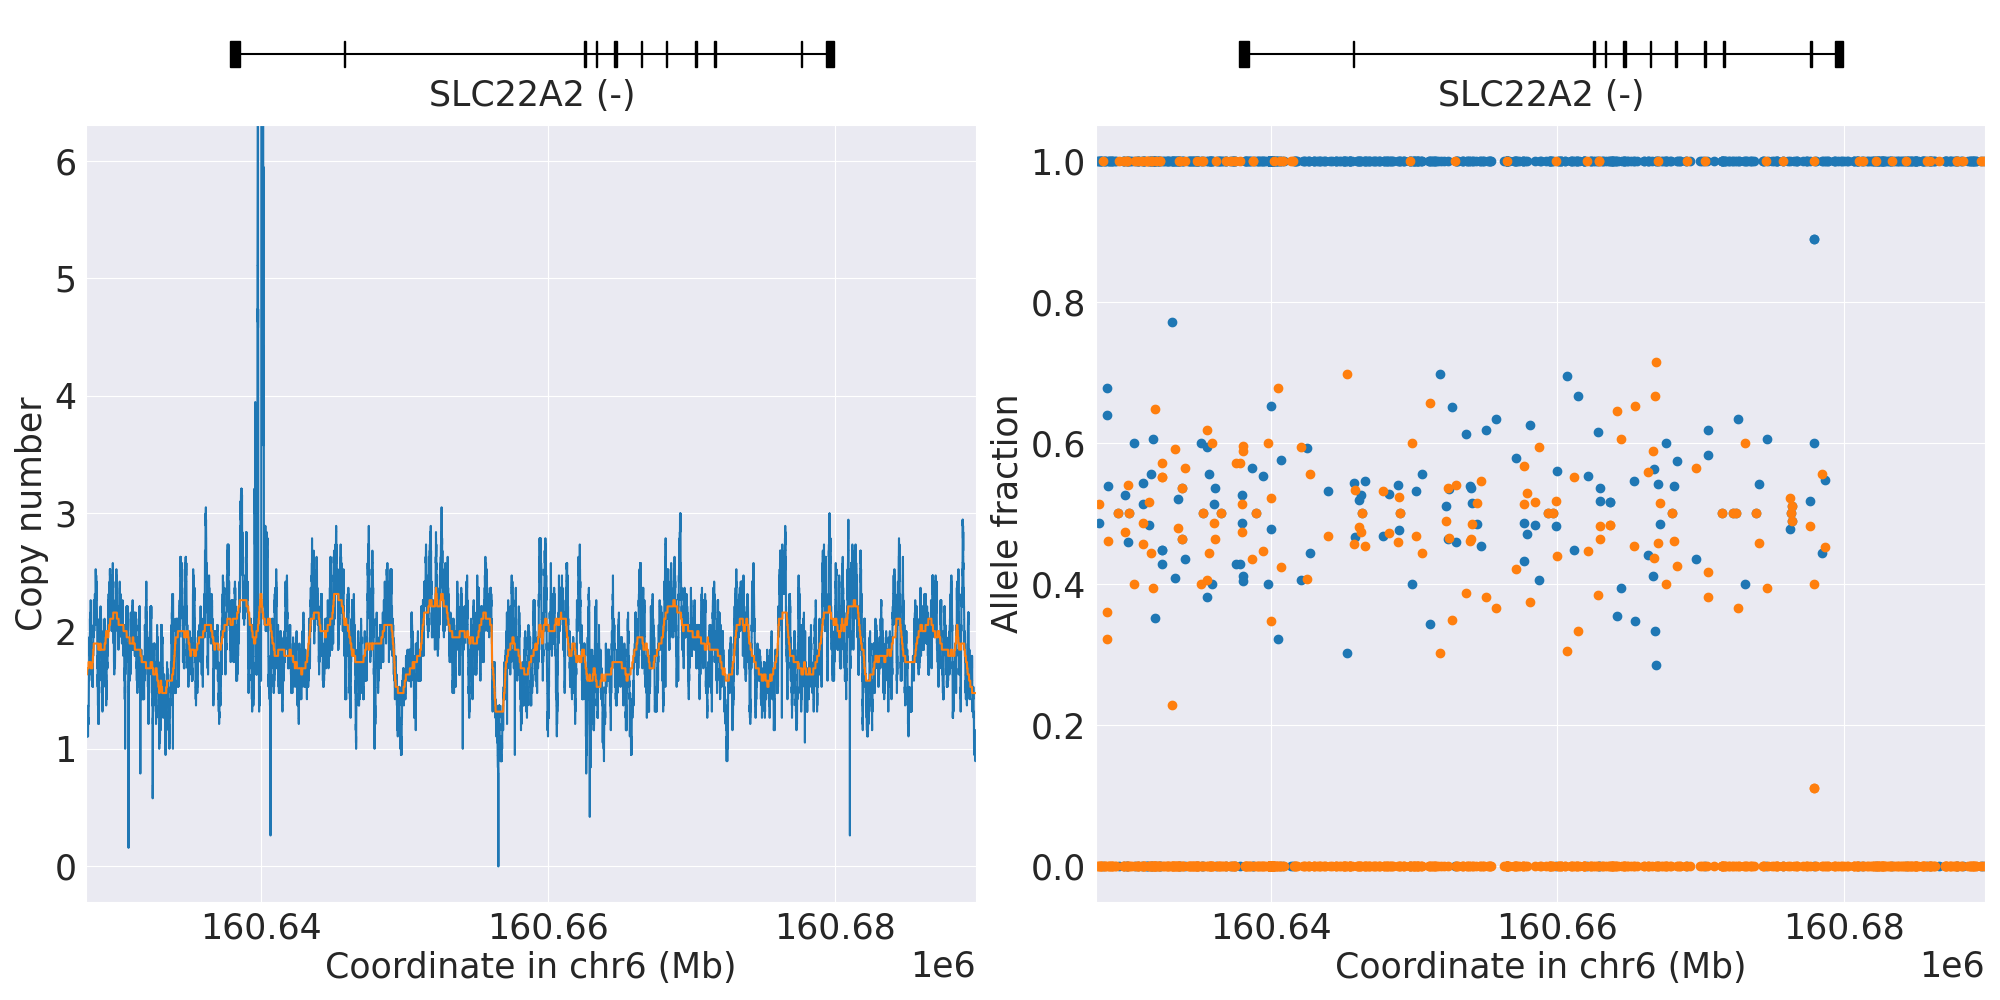 SLC22A2 (-)
Copy number
6
5
4
3
2
1
0
160.64
160.66
160.68
Coordinate in chr6 (Mb)
1e6
SLC22A2 (-)
Allele fraction
1.0
0.8
0.6
0.4
0.2
0.0
160.64
160.66
160.68
Coordinate in chr6 (Mb)
1e6